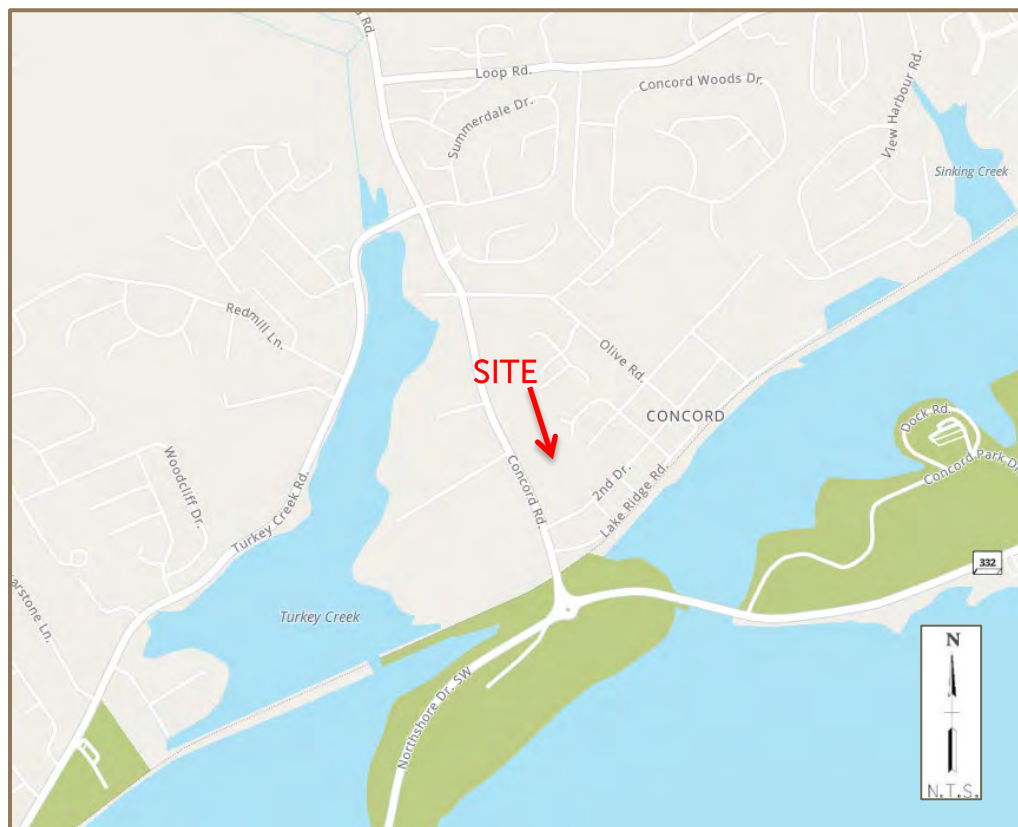 Rd.
Loop Rd.
Concord Woods Dr.
View Harbour Rd.
Summerdale Dr.
Sinking Creek
Redmill Ln.
Olive Rd.
SITE
CONCORD
Dock Rd.
Concord Park D
Woodcliff Dr.
Concord Rd.
2nd Dr.
Turkey Creek Rd.
Lake Ridge Rd.
332
arstone Ln.
Turkey Creek
Northshore Dr. SW
N
N.T.S.